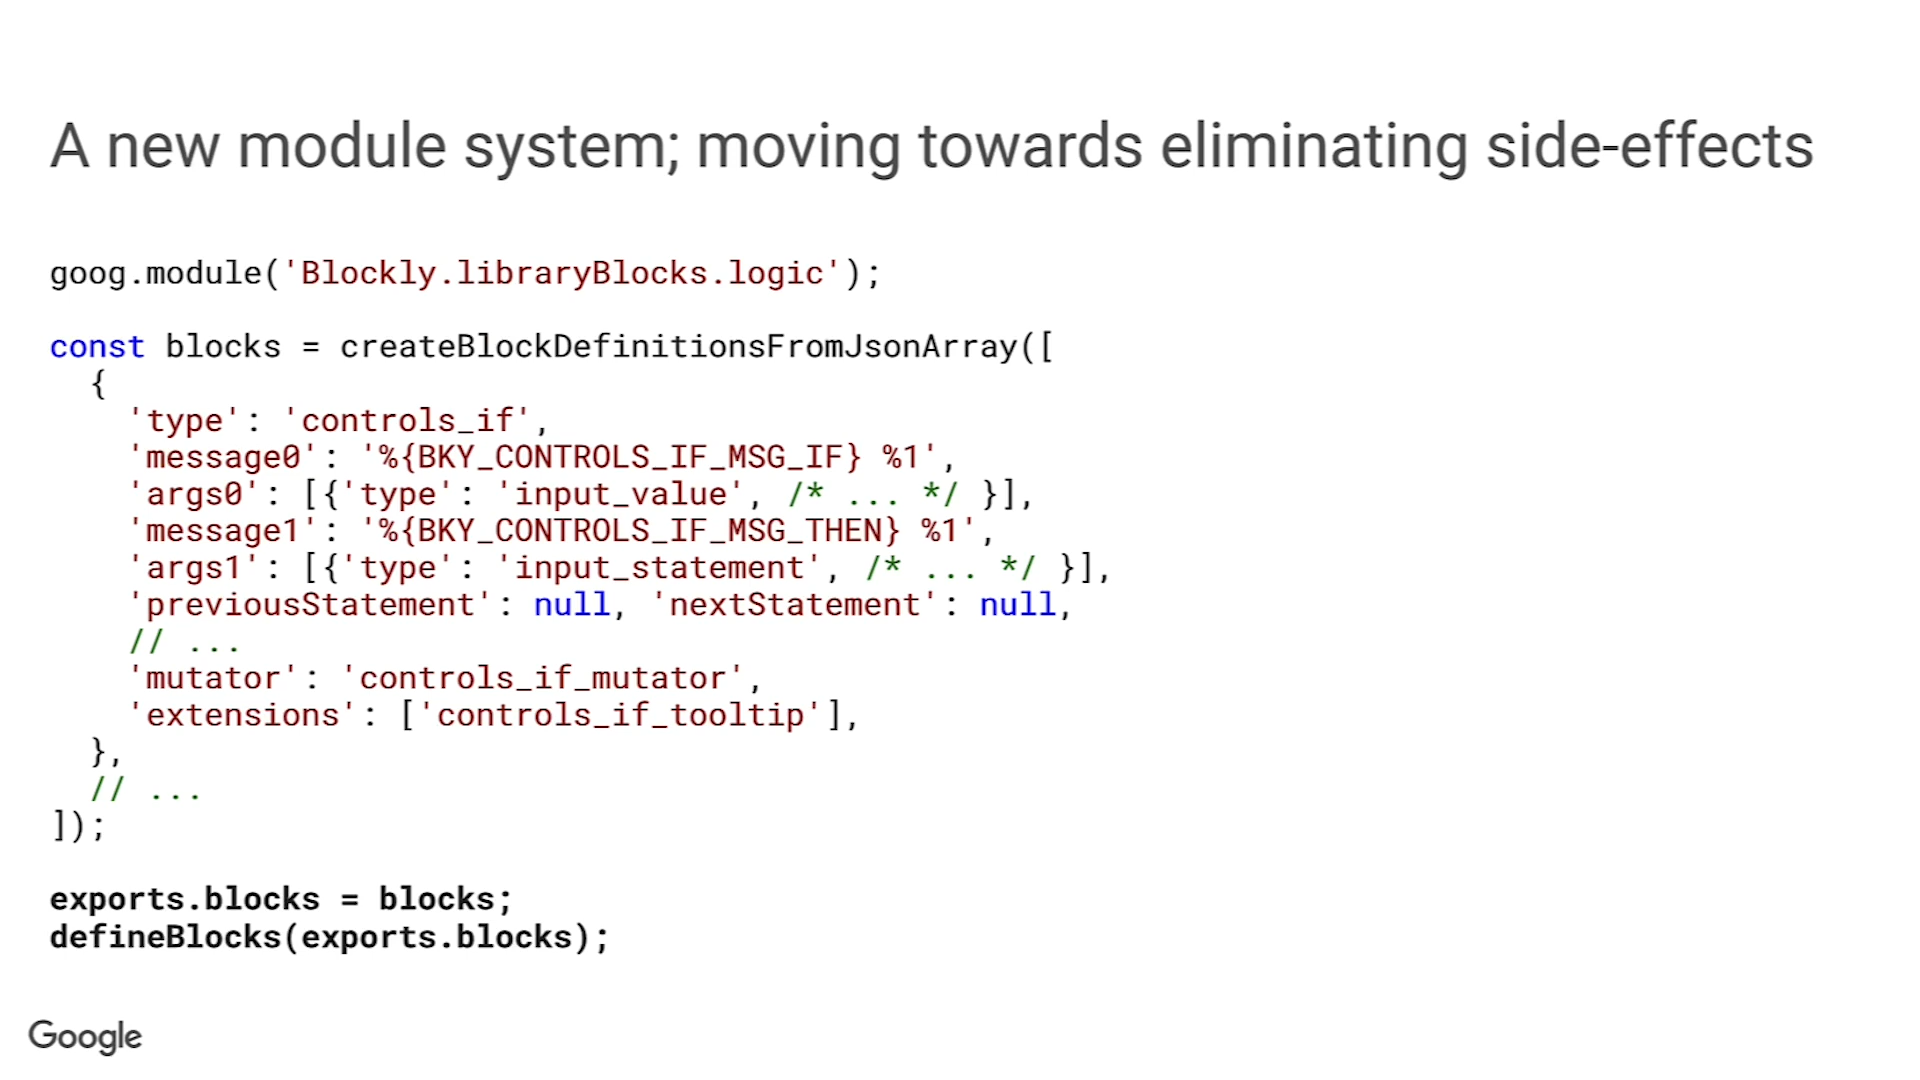 A new module system; moving towards eliminating side-effects
goog.module('Blockly.libraryBlocks.logic');
const blocks = createBlockDefinitionsFromJsonArray([
  {
    'type': 'controls_if',
    'message0': '%{BKY_CONTROLS_IF_MSG_IF} %1',
    'args0': [{'type': 'input_value', /* ... */ }],
    'message1': '%{BKY_CONTROLS_IF_MSG_THEN} %1',
    'args1': [{'type': 'input_statement', /* ... */ }],
    'previousStatement': null, 'nextStatement': null,
    // ...
    'mutator': 'controls_if_mutator',
    'extensions': ['controls_if_tooltip'],
  },
  // ...
]);
exports.blocks = blocks;
defineBlocks(exports.blocks);
Google